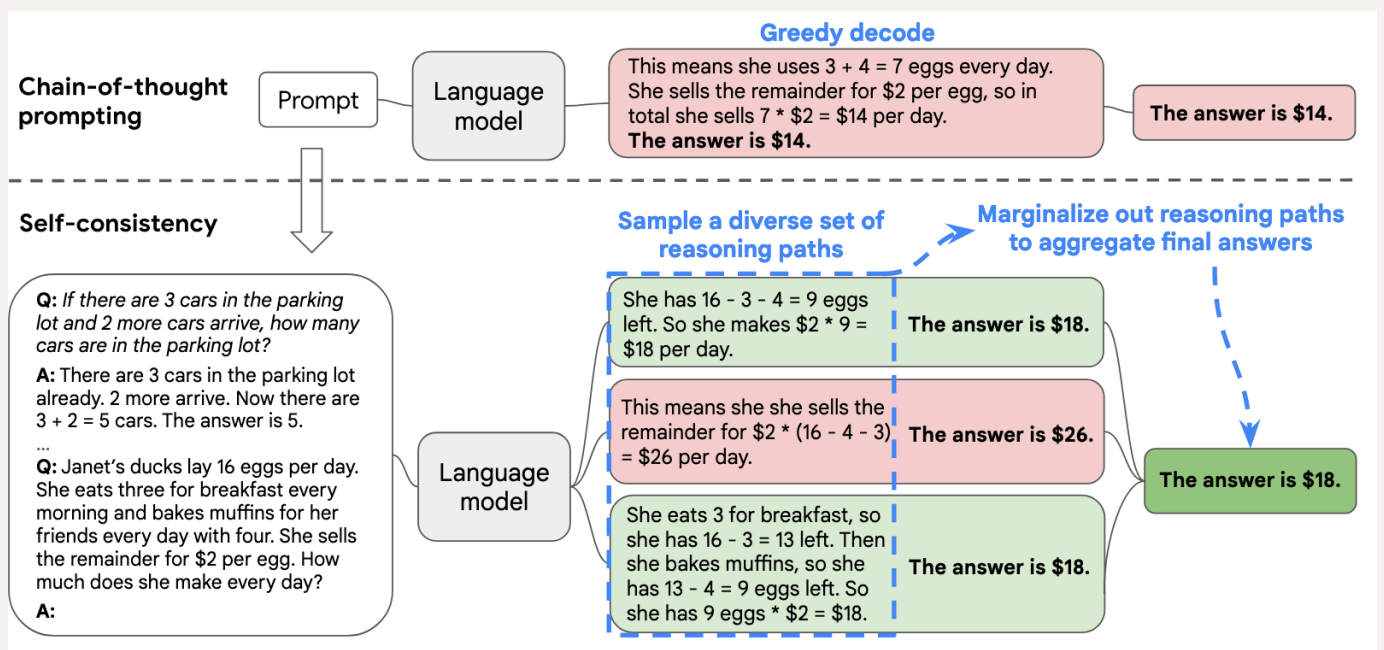 Greedy decode
Chain-of-thought
prompting
Prompt
Language
model
This means she uses 3 + 4 = 7 eggs every day.
She sells the remainder for $2 per egg, so in
total she sells 7 * $2 = $14 per day.
The answer is $14.
The answer is $14.
Self-consistency
Sample a diverse set of
reasoning paths
Marginalize out reasoning paths
to aggregate final answers
Q: If there are 3 cars in the parking
lot and 2 more cars arrive, how many
cars are in the parking lot?
A: There are 3 cars in the parking lot
already. 2 more arrive. Now there are
3 + 2 = 5 cars. The answer is 5.
...
Q: Janet's ducks lay 16 eggs per day.
She eats three for breakfast every
morning and bakes muffins for her
friends every day with four. She sells
the remainder for $2 per egg. How
much does she make every day?
A:
Language
model
She has 16 - 3 - 4 = 9 eggs
left. So she makes $2 * 9 =
$18 per day.
The answer is $18.
This means she she sells the
remainder for $2 * (16 - 4 - 3)
= $26 per day.
The answer is $26.
She eats 3 for breakfast, so
she has 16 - 3 = 13 left. Then
she bakes muffins, so she
has 13 - 4 = 9 eggs left. So
she has 9 eggs * $2 = $18.
The answer is $18.
The answer is $18.